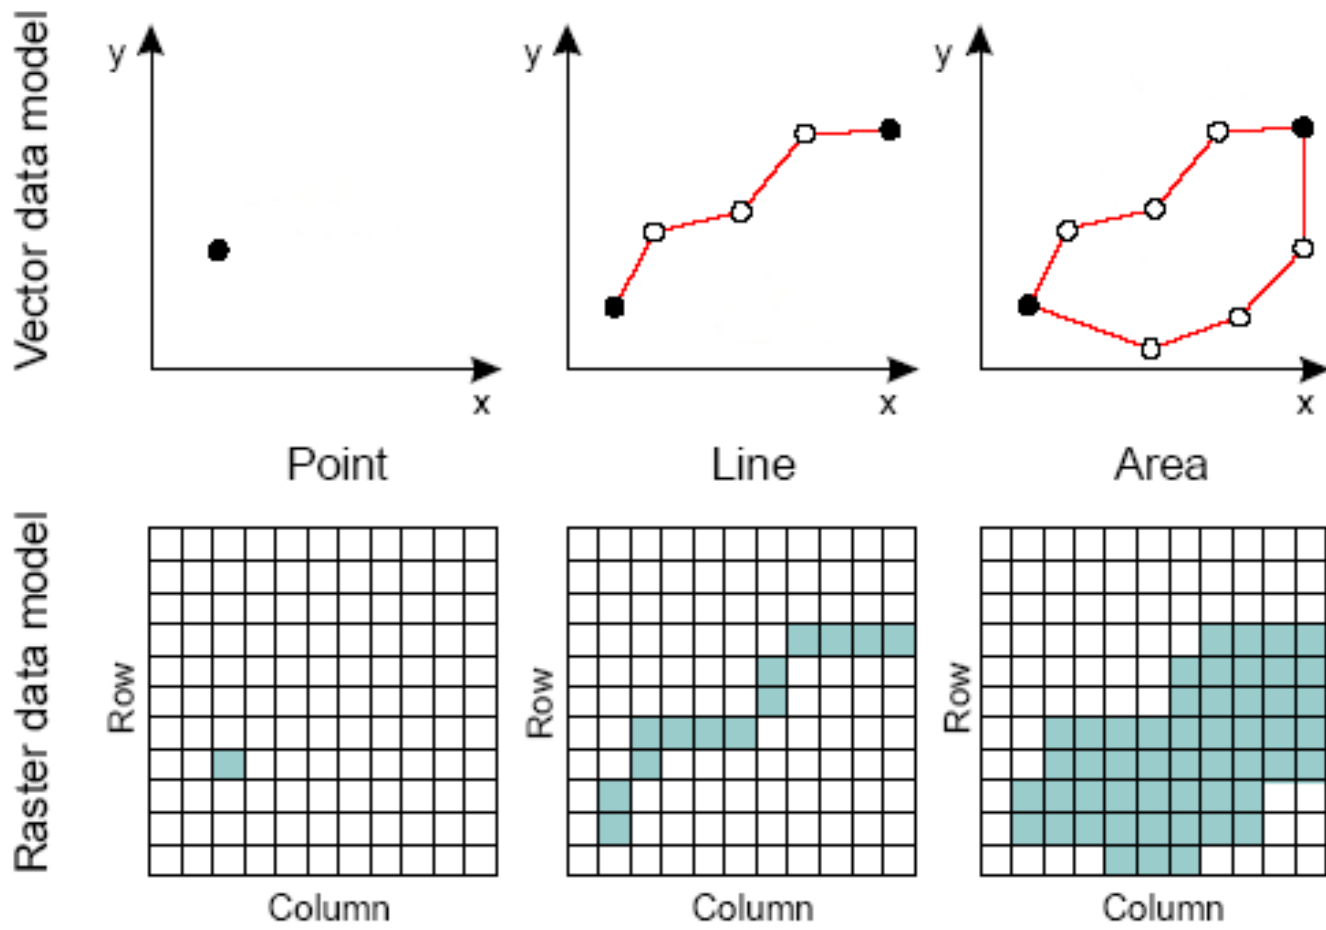 Vector data model
y
x
y
x
y
x
Point
Line
Area
Raster data model
Row
Column
Row
Column
Row
Column